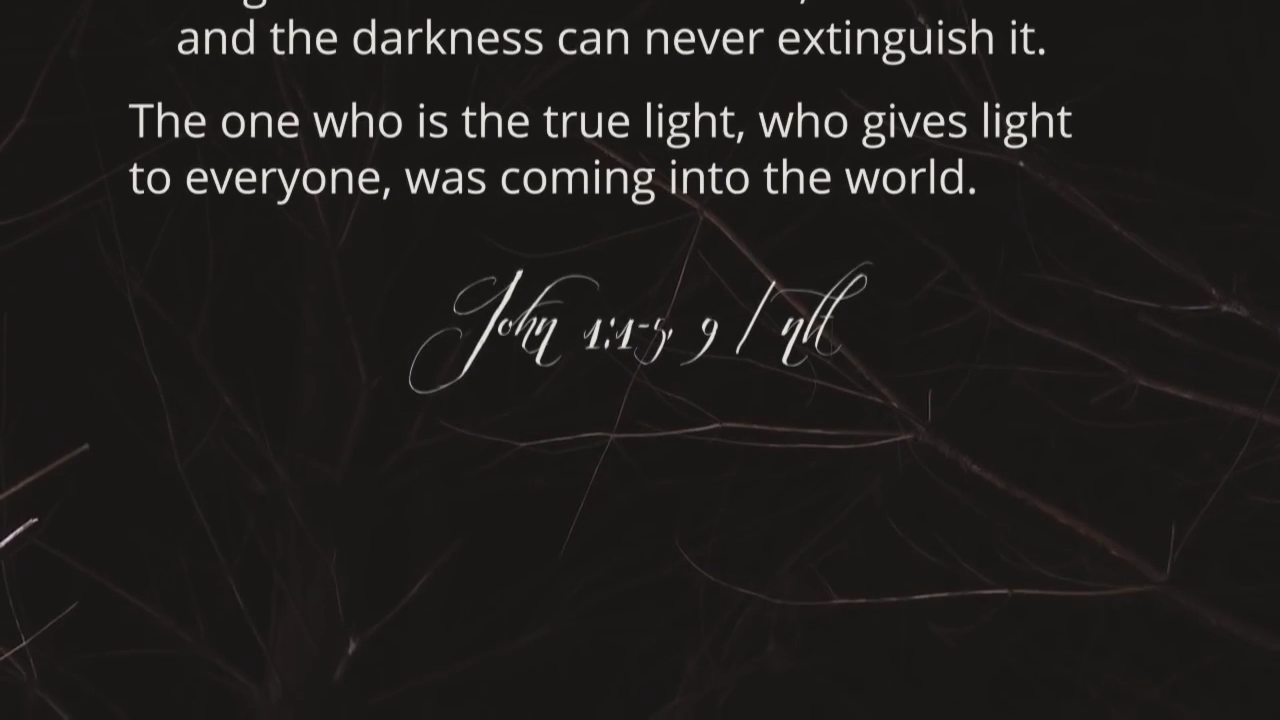 and the darkness can never extinguish it.
The one who is the true light, who gives light
to everyone, was coming into the world.
John 1:1-5, 9 / nlt